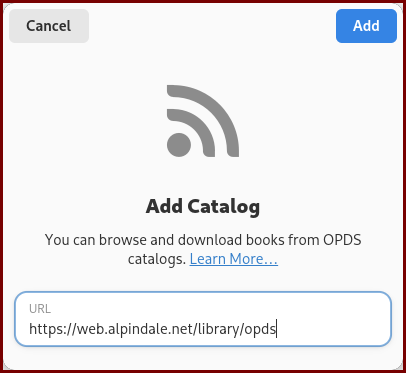 Cancel
Add
Add Catalog
You can browse and download books from OPDS
catalogs. Learn More…
URL
https://web.alpindale.net/library/opds